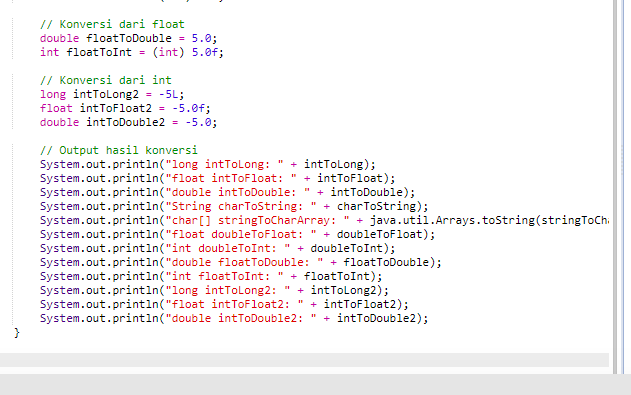 // Konversi dari float
double floatToDouble = 5.0;
int floatToInt = (int) 5.0f;
// Konversi dari int
long intToLong2 = -5L;
float intToFloat2 = -5.0f;
double intToDouble2 = -5.0;
// Output hasil konversi
System.out.println("long intToLong: " + intToLong);
System.out.println("float intToFloat: " + intToFloat);
System.out.println("double intToDouble: " + intToDouble);
System.out.println("String charToString: " + charToString);
System.out.println("char[] stringToCharArray: " + java.util.Arrays.toString(stringToCh
System.out.println("float doubleToFloat: " + doubleToFloat);
System.out.println("int doubleToInt: " + doubleToInt);
System.out.println("double floatToDouble: " + floatToDouble);
System.out.println("int floatToInt: " + floatToInt);
System.out.println("long intToLong2: " + intToLong2);
System.out.println("float intToFloat2: " + intToFloat2);
System.out.println("double intToDouble2: " + intToDouble2);
}